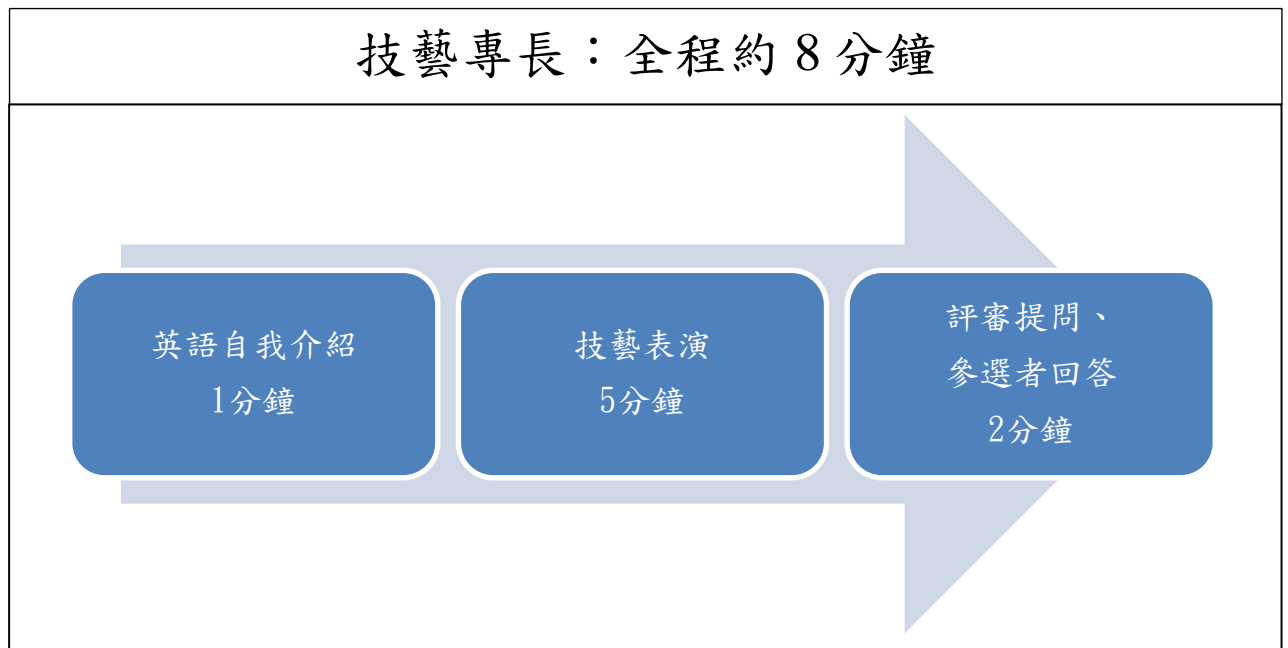 技藝專長：全程約 8 分鐘
英語自我介紹
1分鐘
技藝表演
5分鐘
評審提問、
參選者回答
2分鐘